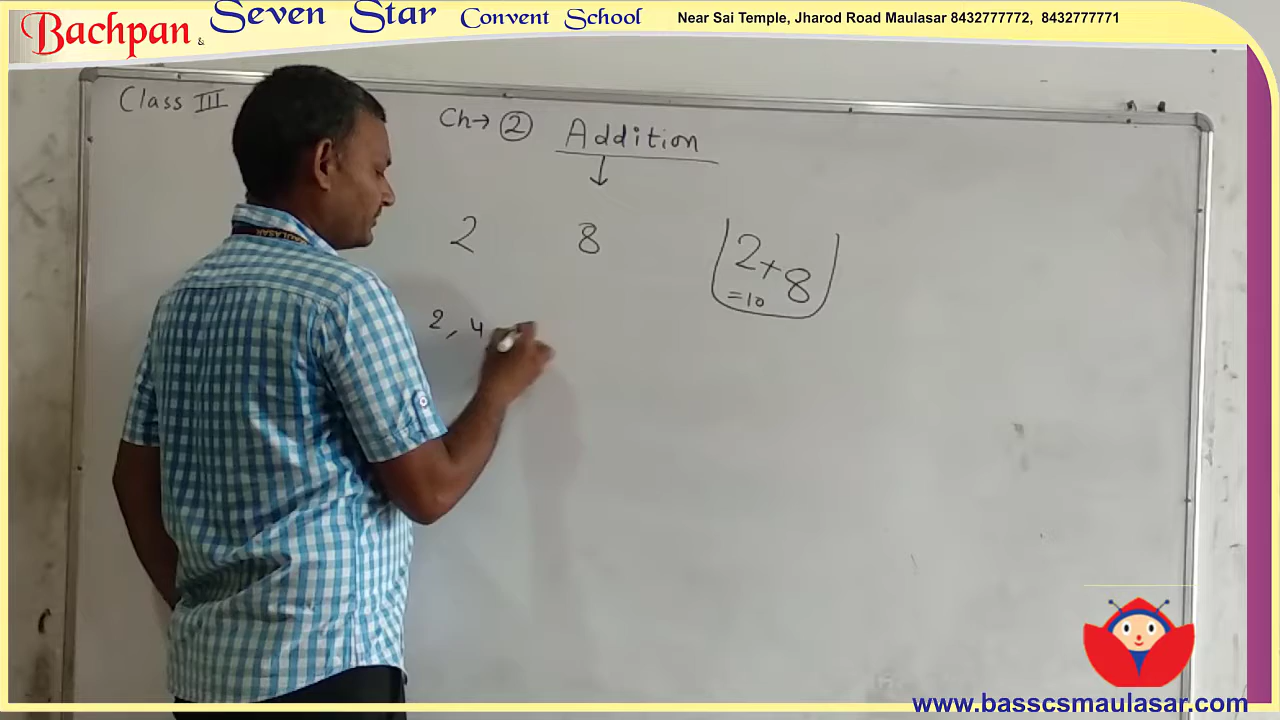 Bachpan & Seven Star Convent School
Near Sai Temple, Jharod Road Maulasar 8432777772, 8432777771
Class III
Ch→ 2 Addition
2 8
2+8
=10
2, 4
MAULASAR
www.basscsmaulasar.com